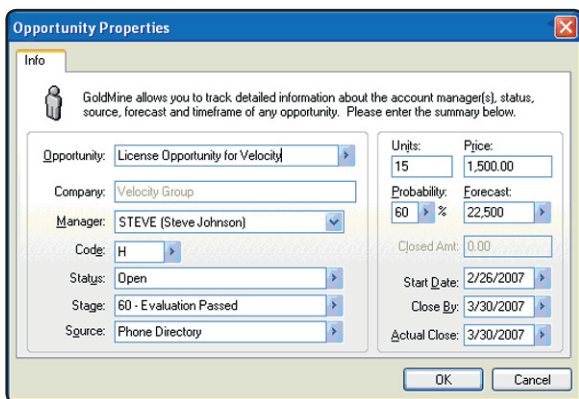 Opportunity Properties
Info
GoldMine allows you to track detailed information about the account manager(s), status,
source, forecast and timeframe of any opportunity. Please enter the summary below.
Opportunity: License Opportunity for Velocity
Company: Velocity Group
Manager: STEVE (Steve Johnson)
Code: H
Status: Open
Stage: 60 - Evaluation Passed
Source: Phone Directory
Units: Price:
15 1,500.00
Probability: Forecast:
60 % 22,500
Closed Amt: 0.00
Start Date: 2/26/2007
Close By: 3/30/2007
Actual Close: 3/30/2007
OK Cancel